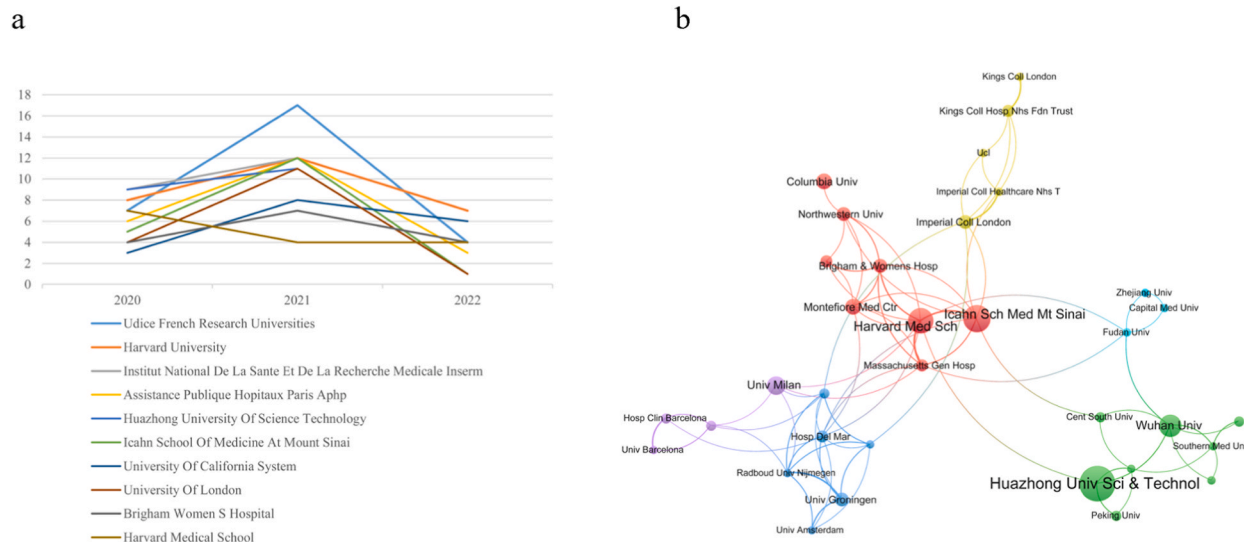 a
18
16
14
12
10
8
6
4
2
0
2020 2021 2022
Udice French Research Universities
Harvard University
Institut National De La Sante Et De La Recherche Medicale Inserm
Assistance Publique Hopitaux Paris Aphp
Huazhong University Of Science Technology
Icahn School Of Medicine At Mount Sinai
University Of California System
University Of London
Brigham Women S Hospital
Harvard Medical School
b
Kings Coll London
Kings Coll Hosp Nhs Fdn Trust
Ucl
Columbia Univ
Imperial Coll Healthcare Nhs T
Northwestern Univ
Imperial Coll London
Brigham & Womens Hosp
Zhejiang Univ
Montefiore Med Ctr
Capital Med Univ
Icahn Sch Med Mt Sinai
Harvard Med Sch
Fudan Univ
Massachusetts Gen Hosp
Univ Milan
Hosp Clin Barcelona
Cent South Univ
Wuhan Univ
Hosp Del Mar
Southern Med Un
Univ Barcelona
Radboud Univ Nijmegen
Huazhong Univ Sci & Technol
Univ Groningen
Peking Univ
Univ Amsterdam